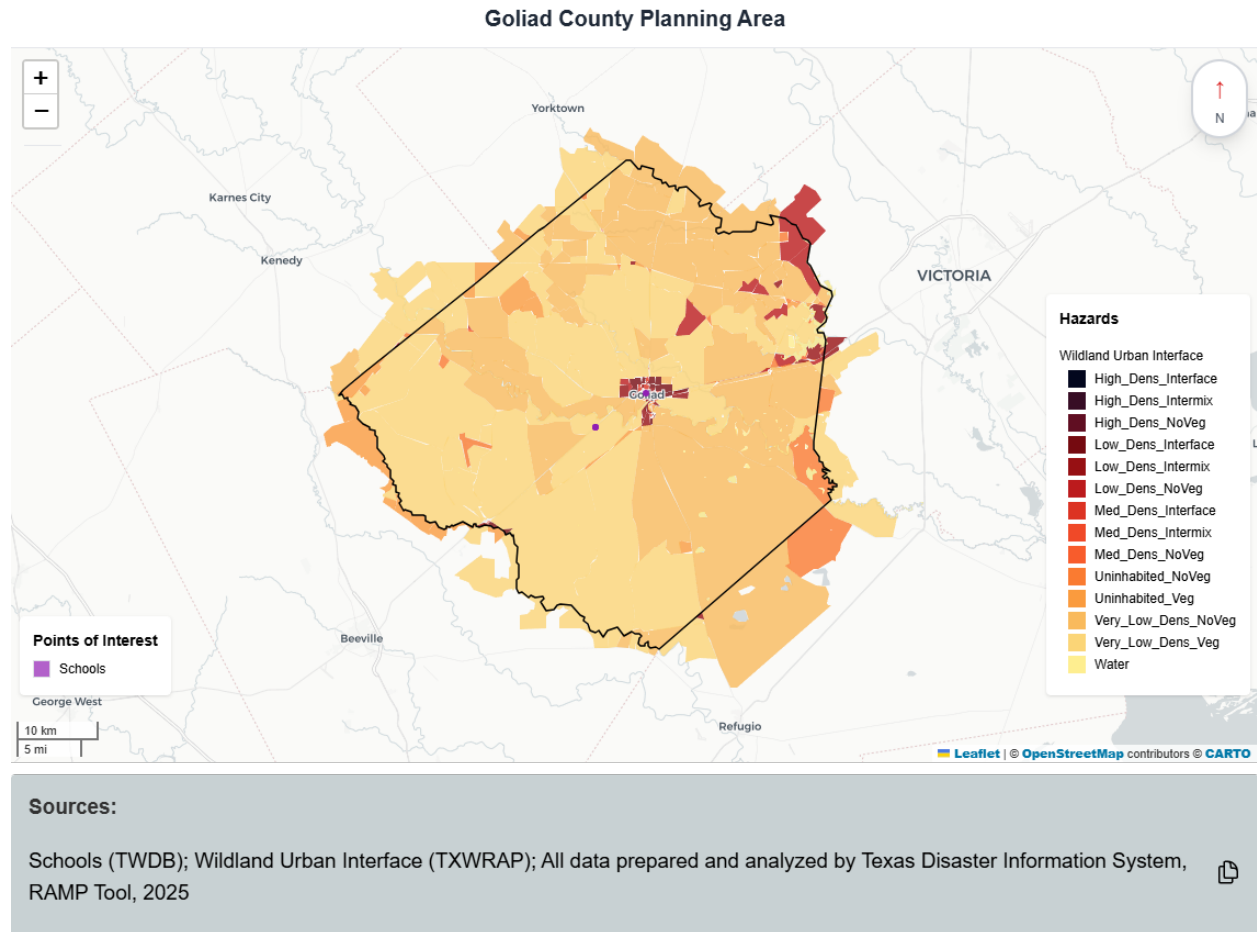 Goliad County Planning Area
+
−
↑
N
Yorktown
Karnes City
Kenedy
VICTORIA
Goliad
Beeville
George West
Refugio
Hazards
Wildland Urban Interface
High_Dens_Interface
High_Dens_Intermix
High_Dens_NoVeg
Low_Dens_Interface
Low_Dens_Intermix
Low_Dens_NoVeg
Med_Dens_Interface
Med_Dens_Intermix
Med_Dens_NoVeg
Uninhabited_NoVeg
Uninhabited_Veg
Very_Low_Dens_NoVeg
Very_Low_Dens_Veg
Water
Points of Interest
Schools
10 km
5 mi
Leaflet | © OpenStreetMap contributors © CARTO
Sources:
Schools (TWDB); Wildland Urban Interface (TXWRAP); All data prepared and analyzed by Texas Disaster Information System,
RAMP Tool, 2025